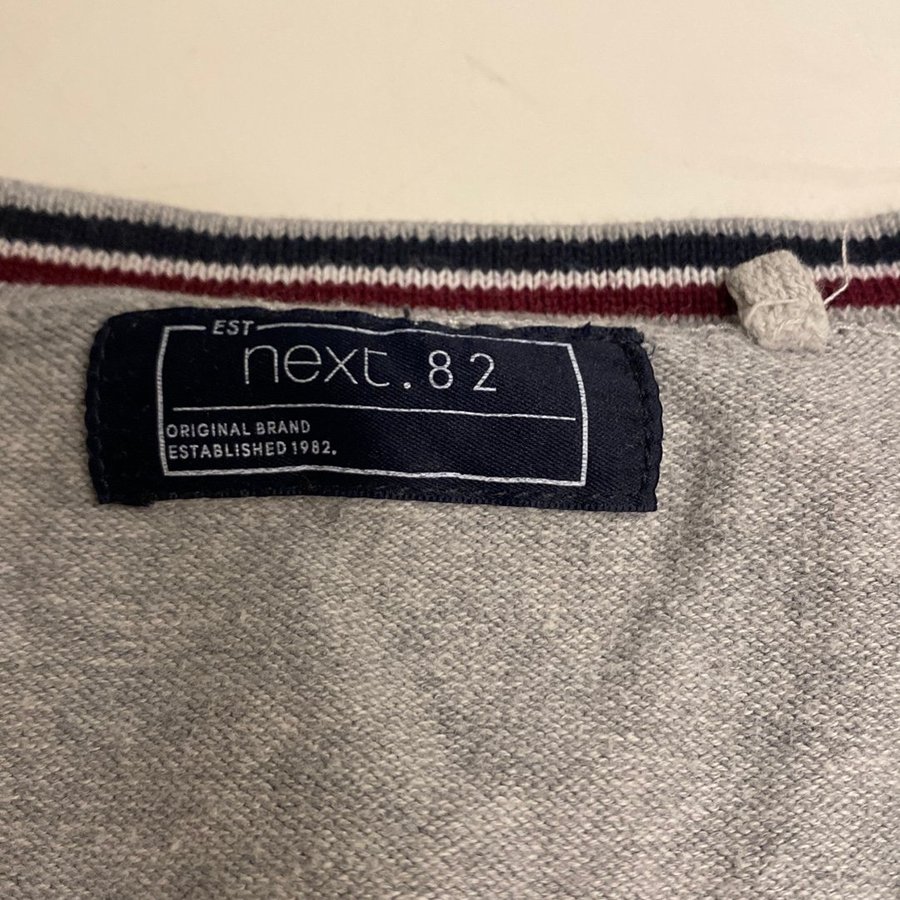 EST
next.82
ORIGINAL BRAND
ESTABLISHED 1982.